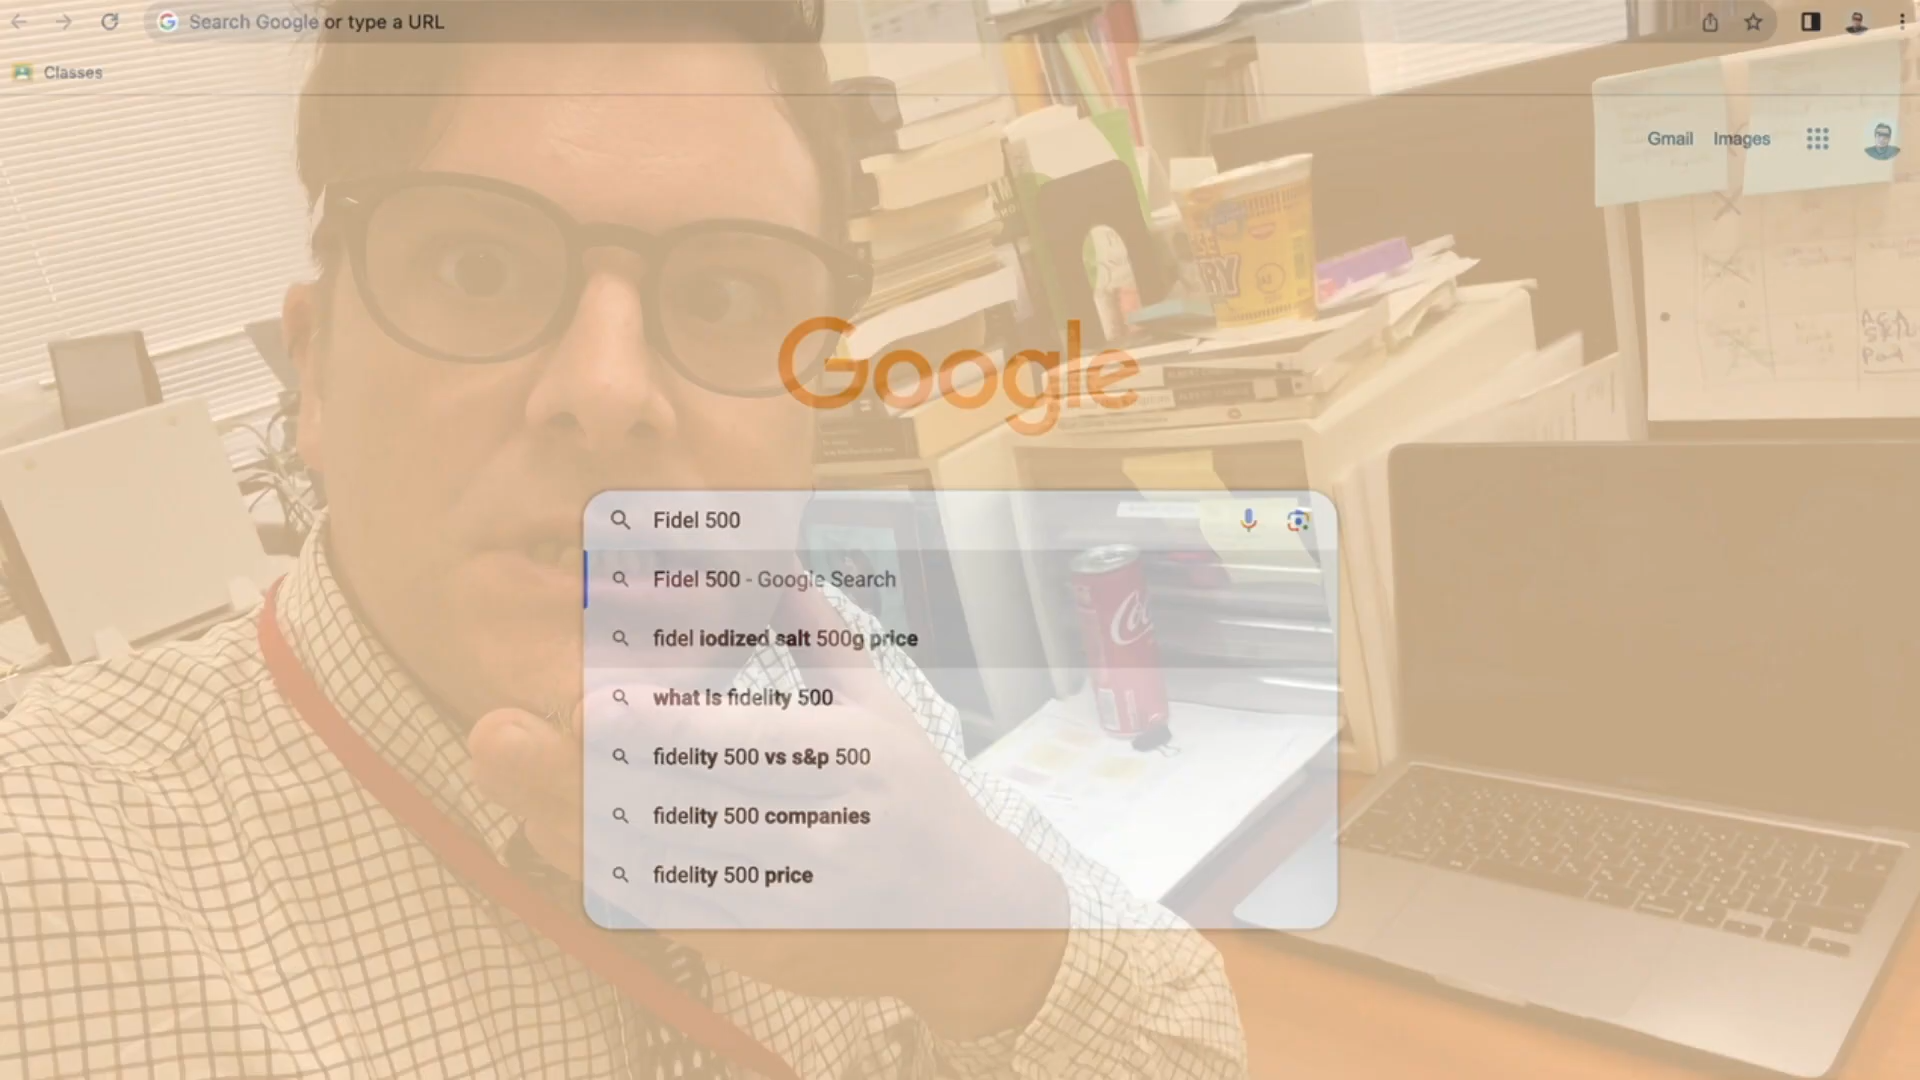 Search Google or type a URL
Classes
Gmail Images
Google
Fidel 500
Fidel 500 - Google Search
fidel iodized salt 500g price
what is fidelity 500
fidelity 500 vs s&p 500
fidelity 500 companies
fidelity 500 price